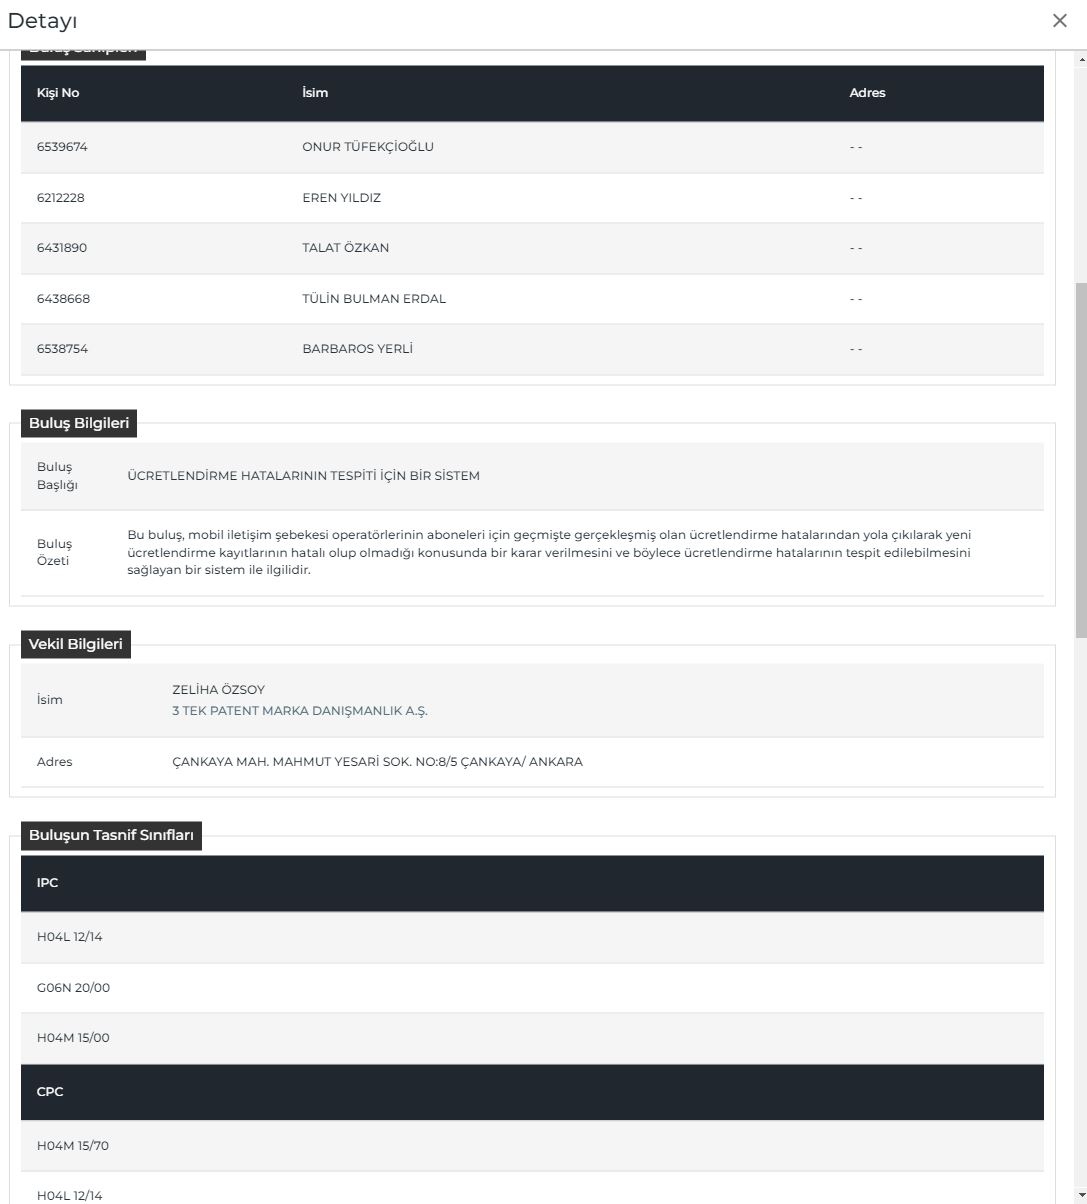 Detayı
Buluş Sahipleri
Kişi No İsim Adres
6539674 ONUR TÜFEKÇİOĞLU - -
6212228 EREN YILDIZ - -
6431890 TALAT ÖZKAN - -
6438668 TÜLİN BULMAN ERDAL - -
6538754 BARBAROS YERLİ - -
Buluş Bilgileri
Buluş
Başlığı
ÜCRETLENDİRME HATALARININ TESPİTİ İÇİN BİR SİSTEM
Buluş
Özeti
Bu buluş, mobil iletişim şebekesi operatörlerinin aboneleri için geçmişte gerçekleşmiş olan ücretlendirme hatalarından yola çıkılarak yeni
ücretlendirme kayıtlarının hatalı olup olmadığı konusunda bir karar verilmesini ve böylece ücretlendirme hatalarının tespit edilebilmesini
sağlayan bir sistem ile ilgilidir.
Vekil Bilgileri
İsim
ZELİHA ÖZSOY
3 TEK PATENT MARKA DANIŞMANLIK A.Ş.
Adres ÇANKAYA MAH. MAHMUT YESARİ SOK. NO:8/5 ÇANKAYA/ ANKARA
Buluşun Tasnif Sınıfları
IPC
H04L 12/14
G06N 20/00
H04M 15/00
CPC
H04M 15/70
H04L 12/14